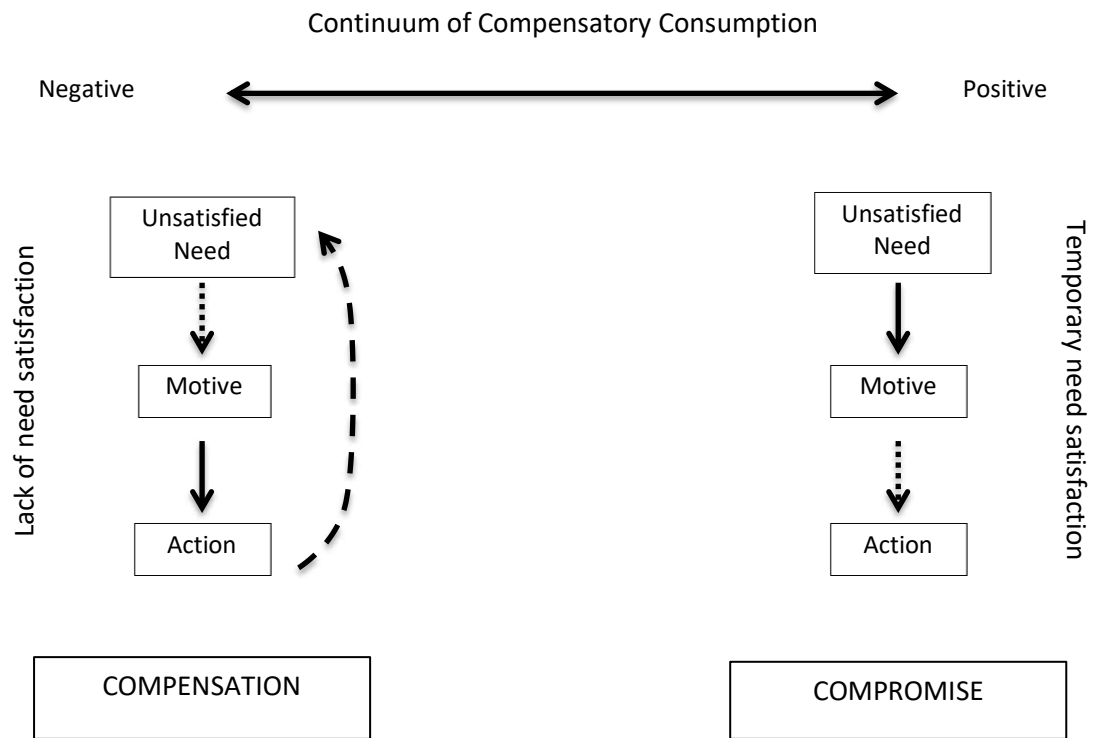 Continuum of Compensatory Consumption
Negative
Positive
Unsatisfied
Need
Motive
Action
Lack of need satisfaction
COMPENSATION
Unsatisfied
Need
Motive
Action
Temporary need satisfaction
COMPROMISE